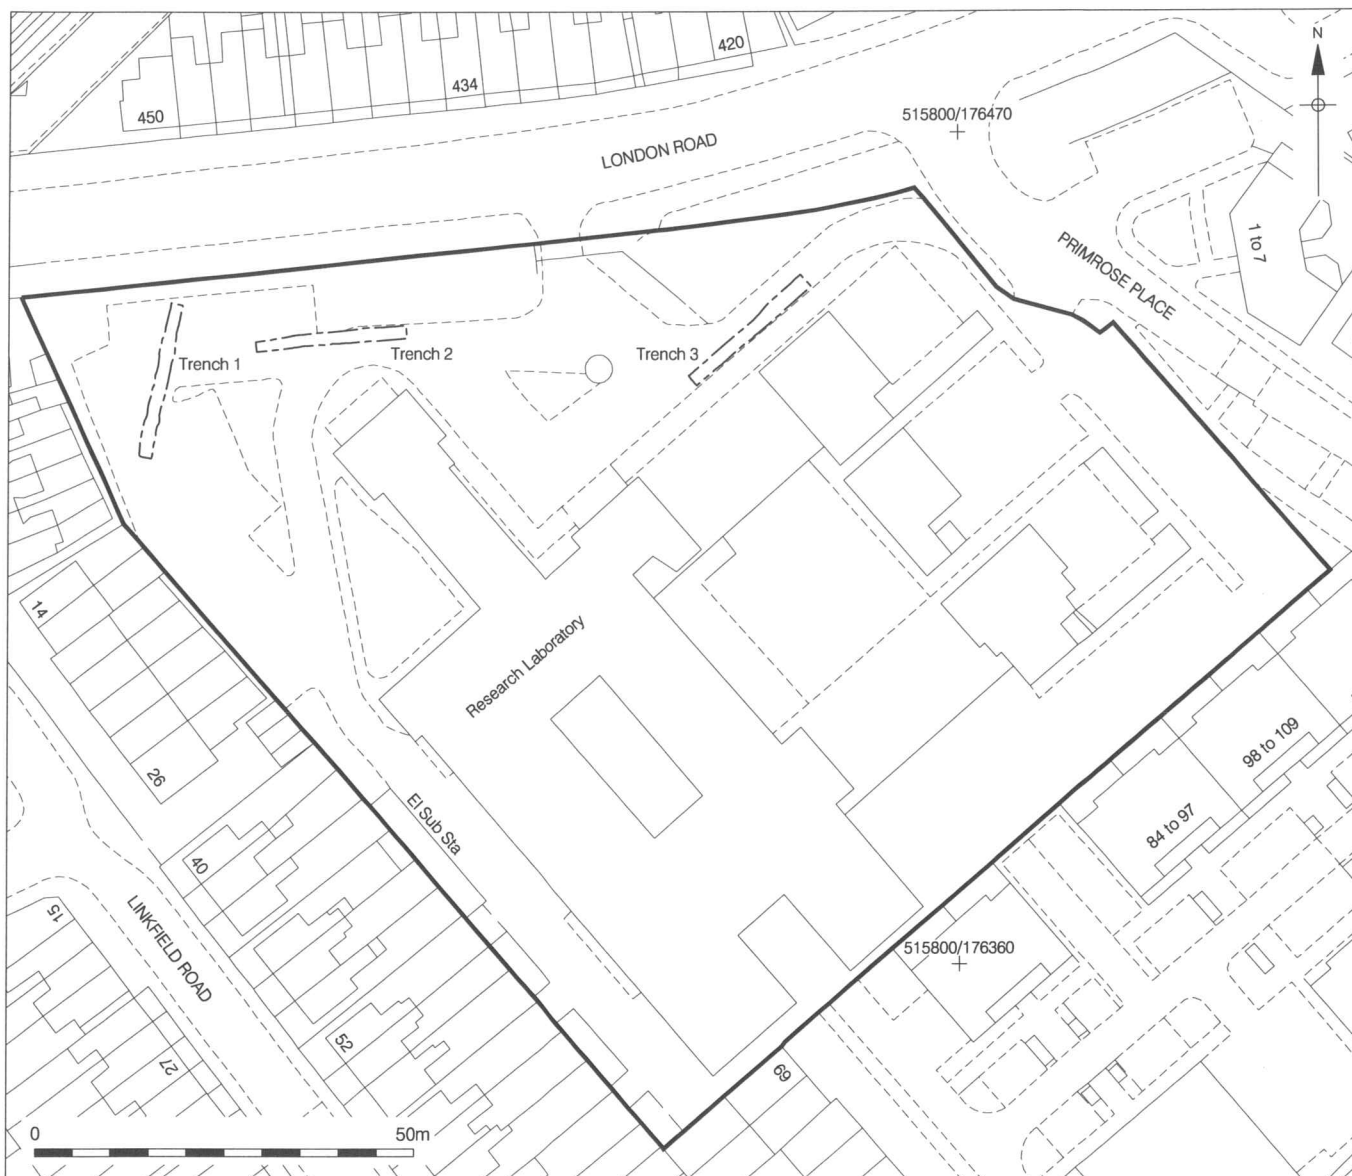 420
434
450
N
515800/176470
LONDON ROAD
1 to 7
PRIMROSE PLACE
Trench 1
Trench 2
Trench 3
14
Research Laboratory
26
98 to 109
El Sub Sta
84 to 97
40
15
LINKFIELD ROAD
515800/176360
52
27
69
0
50m